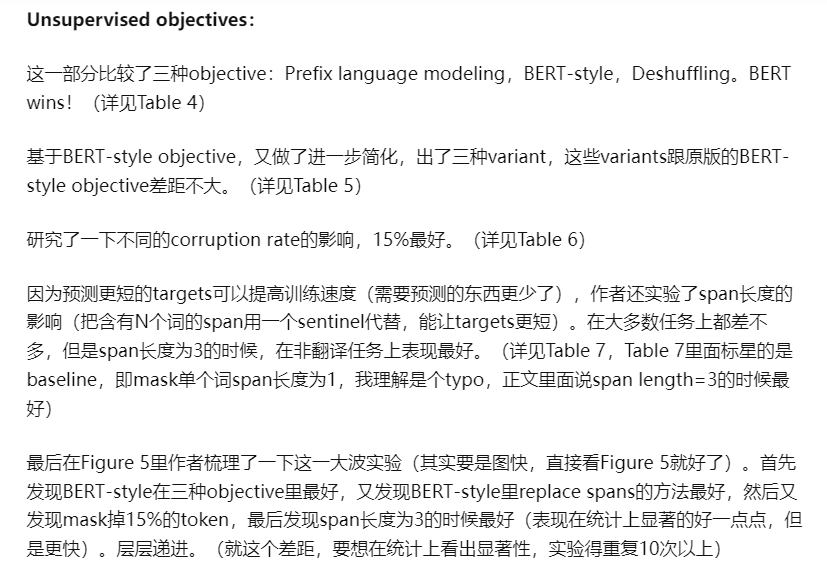 Unsupervised objectives：
这一部分比较了三种objective：Prefix language modeling，BERT-style，Deshuffling。BERT
wins！（详见Table 4）
基于BERT-style objective，又做了进一步简化，出了三种variant，这些variants跟原版的BERT-
style objective差距不大。（详见Table 5）
研究了一下不同的corruption rate的影响，15%最好。（详见Table 6）
因为预测更短的targets可以提高训练速度（需要预测的东西更少了），作者还实验了span长度的
影响（把含有N个词的span用一个sentinel代替，能让targets更短）。在大多数任务上都差不
多，但是span长度为3的时候，在非翻译任务上表现最好。（详见Table 7，Table 7里面标星的是
baseline，即mask单个词span长度为1，我理解是个typo，正文里面说span length=3的时候最
好）
最后在Figure 5里作者梳理了一下这一大波实验（其实要是图快，直接看Figure 5就好了）。首先
发现BERT-style在三种objective里最好，又发现BERT-style里replace spans的方法最好，然后又
发现mask掉15%的token，最后发现span长度为3的时候最好（表现在统计上显著的好一点点，但
是更快）。层层递进。（就这个差距，要想在统计上看出显著性，实验得重复10次以上）